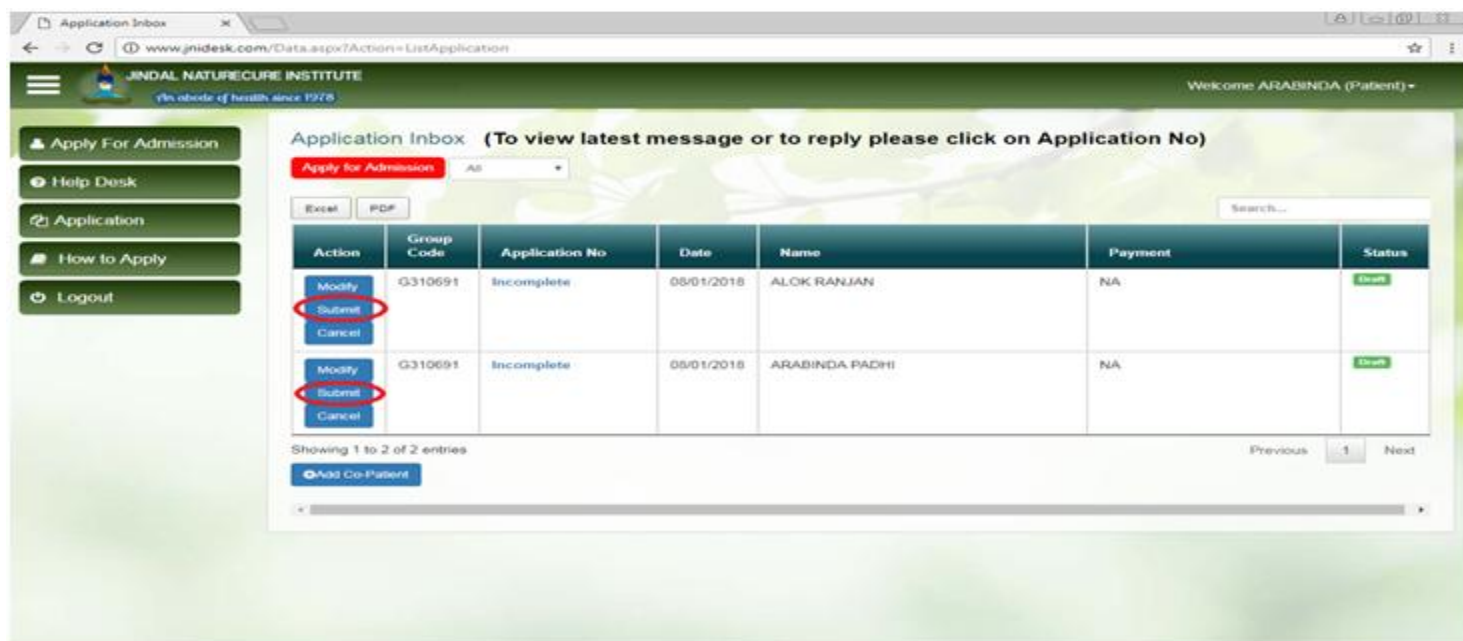 Application Inbox
www.jnidesk.com/Data.aspx?Action=ListApplication
JINDAL NATURECURE INSTITUTE
An abode of health since 1978
Welcome ARABINDA (Patient)
Apply For Admission
Help Desk
Application
How to Apply
Logout
Application Inbox (To view latest message or to reply please click on Application No)
Apply for Admission All
Excel PDF Search...
Action Group Code Application No Date Name Payment Status
Modify G310691 Incomplete 08/01/2018 ALOK RANJAN NA Draft
Submit
Cancel
Modify G310691 Incomplete 08/01/2018 ARABINDA PADHI NA Draft
Submit
Cancel
Showing 1 to 2 of 2 entries Previous 1 Next
Add Co-Patient